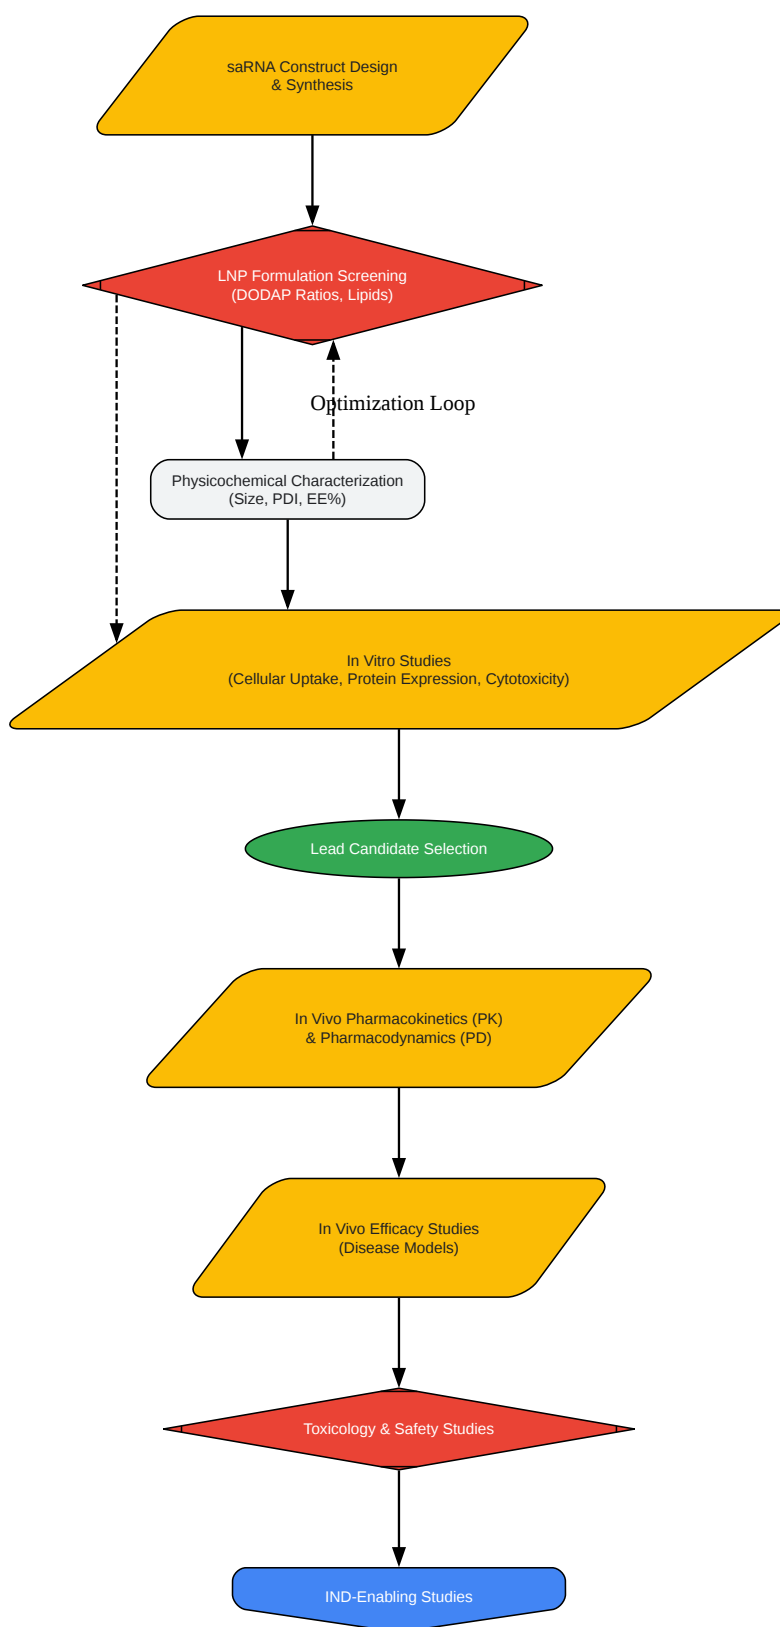 saRNA Construct Design
& Synthesis
LNP Formulation Screening
(DODAP Ratios, Lipids)
Optimization Loop
Physicochemical Characterization
(Size, PDI, EE%)
In Vitro Studies
(Cellular Uptake, Protein Expression, Cytotoxicity)
Lead Candidate Selection
In Vivo Pharmacokinetics (PK)
& Pharmacodynamics (PD)
In Vivo Efficacy Studies
(Disease Models)
Toxicology & Safety Studies
IND-Enabling Studies